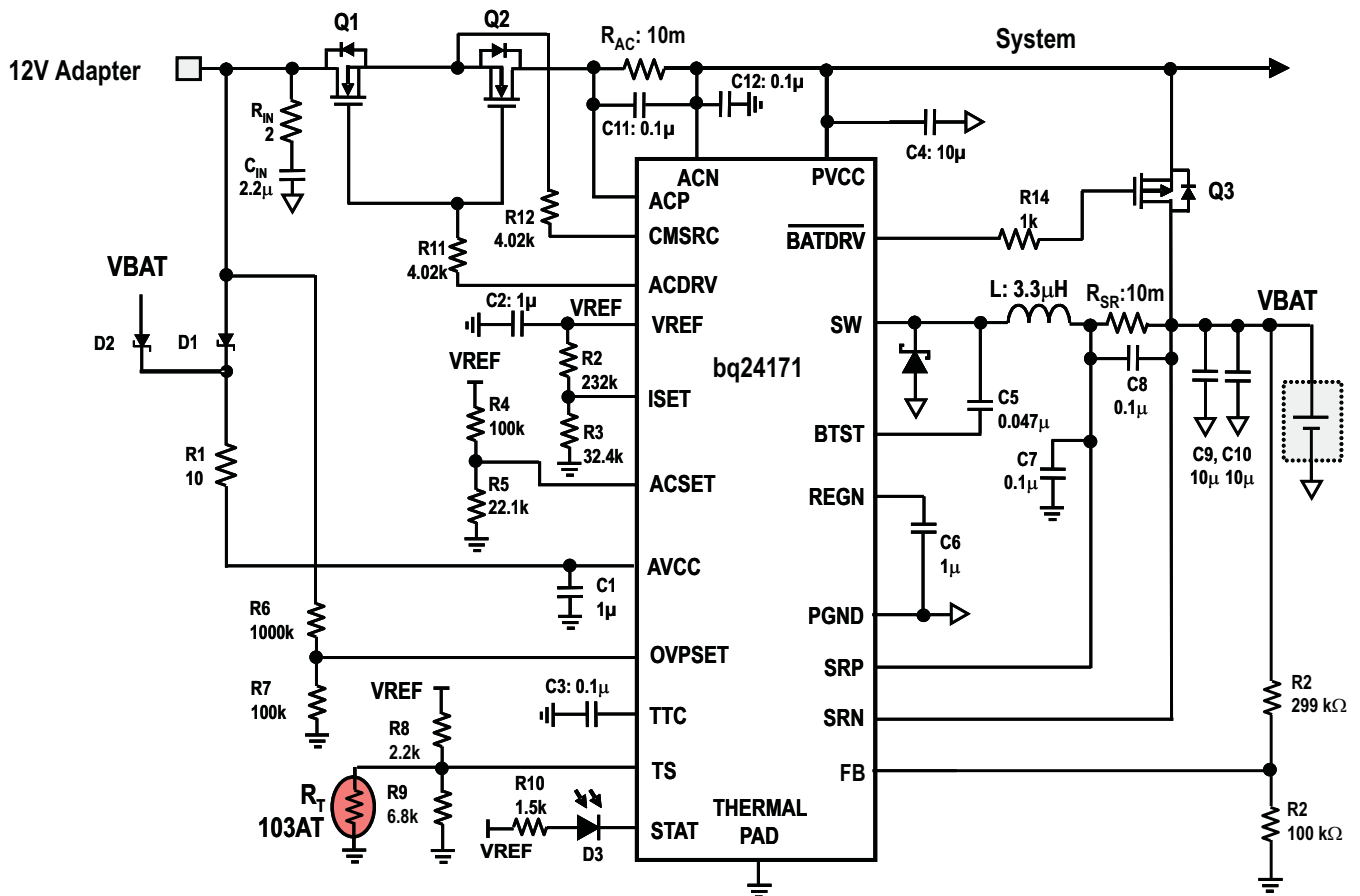 Q1
Q2
R_AC: 10m
System
12V Adapter
R_IN
2
C_IN
2.2μ
C12: 0.1μ
C11: 0.1μ
C4: 10μ
ACN
PVCC
ACP
CMSRC
BATDRV
R14
1k
Q3
R12
4.02k
R11
4.02k
ACDRV
VBAT
D2
D1
C2: 1μ
VREF
VREF
SW
L: 3.3μH
R_SR:10m
VBAT
VREF
R2
232k
bq24171
ISET
R4
100k
R3
32.4k
C5
0.047μ
C8
0.1μ
BTST
R1
10
R5
22.1k
ACSET
REGN
C7
0.1μ
C9, C10
10μ 10μ
AVCC
C1
1μ
C6
1μ
PGND
R6
1000k
OVPSET
SRP
R7
100k
VREF
C3: 0.1μ
TTC
SRN
R2
299 kΩ
R8
2.2k
TS
FB
R_T
103AT
R9
6.8k
R10
1.5k
VREF
D3
STAT
THERMAL
PAD
R2
100 kΩ